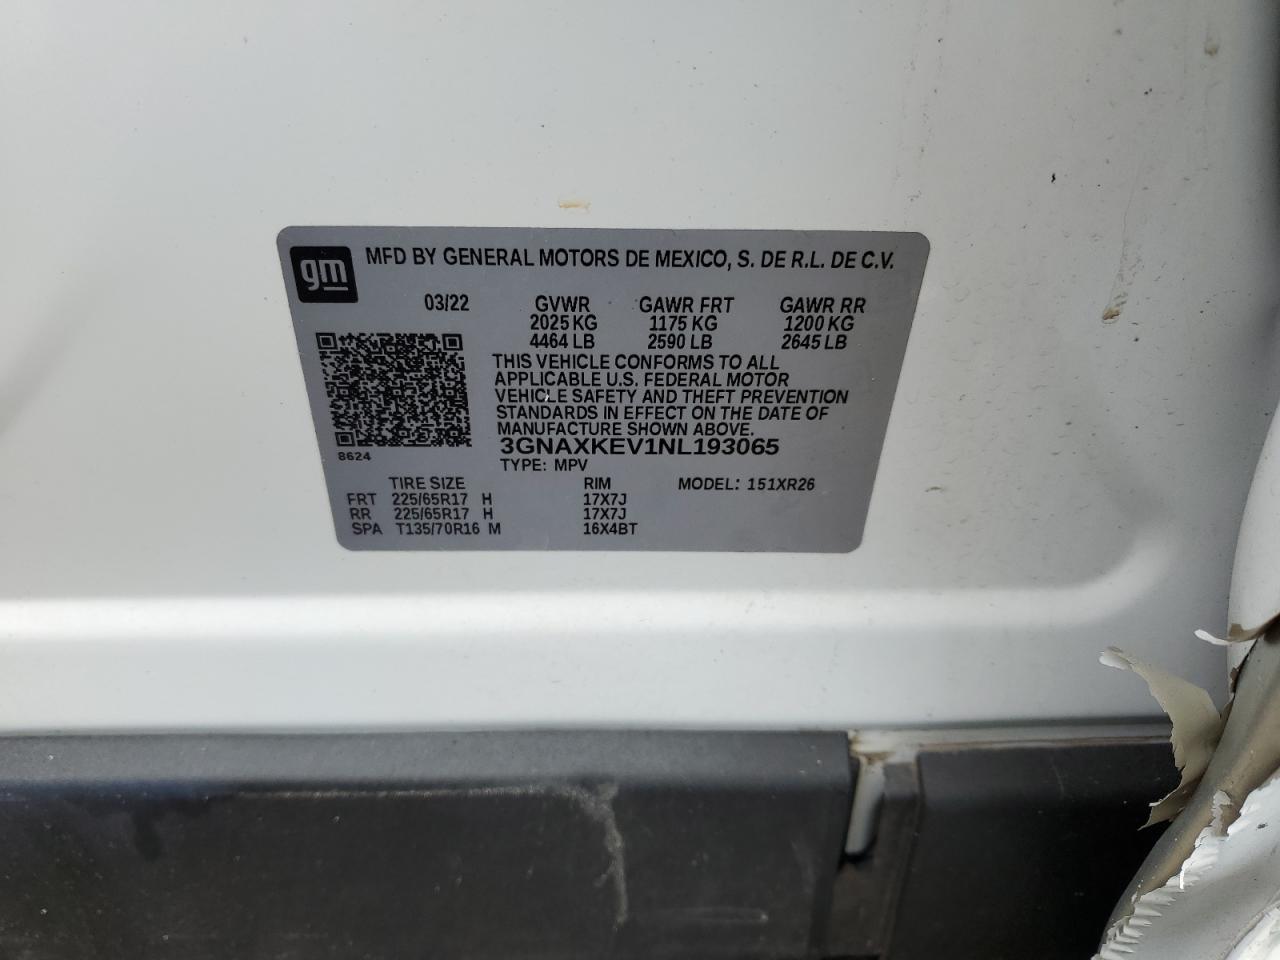 gm
MFD BY GENERAL MOTORS DE MEXICO, S. DE R.L. DE C.V.
03/22 GVWR GAWR FRT GAWR RR
2025 KG 1175 KG 1200 KG
4464 LB 2590 LB 2645 LB
THIS VEHICLE CONFORMS TO ALL
APPLICABLE U.S. FEDERAL MOTOR
VEHICLE SAFETY AND THEFT PREVENTION
STANDARDS IN EFFECT ON THE DATE OF
MANUFACTURE SHOWN ABOVE.
3GNAXKEV1NL193065
8624
TYPE: MPV
TIRE SIZE RIM MODEL: 151XR26
FRT 225/65R17 H 17X7J
RR 225/65R17 H 17X7J
SPA T135/70R16 M 16X4BT